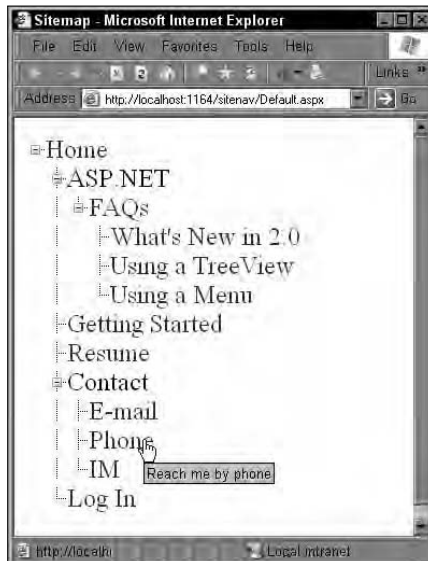 Sitemap - Microsoft Internet Explorer
File Edit View Favorites Tools Help
Links »
Address http://localhost:1164/sitenav/Default.aspx Go
Home
ASP.NET
FAQs
What's New in 2.0
Using a TreeView
Using a Menu
Getting Started
Resume
Contact
E-mail
Phone
IM
Reach me by phone
Log In
http://localh
Local intranet